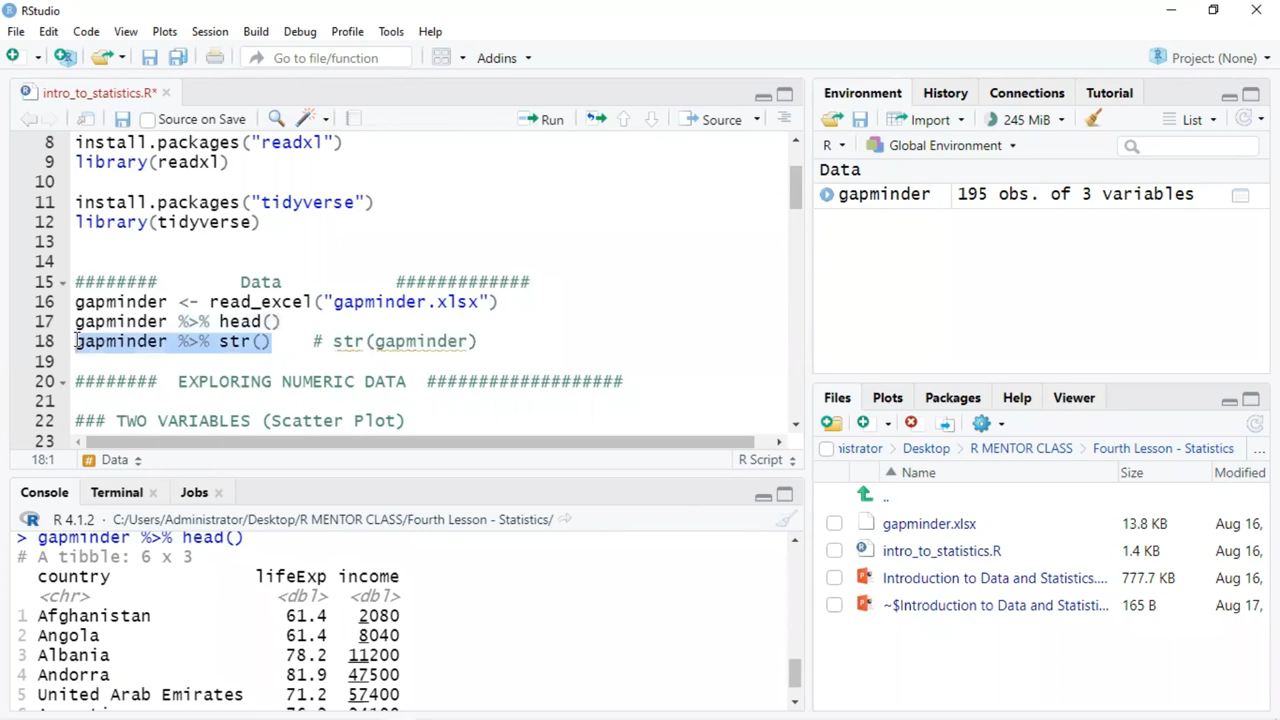 RStudio
File Edit Code View Plots Session Build Debug Profile Tools Help
Go to file/function Addins Project: (None)
intro_to_statistics.R*
Source on Save Run Source
8 install.packages("readxl")
9 library(readxl)
10
11 install.packages("tidyverse")
12 library(tidyverse)
13
14
15 ######## Data #############
16 gapminder <- read_excel("gapminder.xlsx")
17 gapminder %>% head()
18 gapminder %>% str() # str(gapminder)
19
20 ######## EXPLORING NUMERIC DATA ###################
21
22 ### TWO VARIABLES (Scatter Plot)
23
18:1 # Data R Script
Console Terminal Jobs
R 4.1.2 · C:/Users/Administrator/Desktop/R MENTOR CLASS/Fourth Lesson - Statistics/
> gapminder %>% head()
# A tibble: 6 x 3
country lifeExp income
<chr> <dbl> <dbl>
1 Afghanistan 61.4 2080
2 Angola 61.4 8040
3 Albania 78.2 11200
4 Andorra 81.9 47500
5 United Arab Emirates 71.2 57400
Environment History Connections Tutorial
Import 245 MiB List
R Global Environment
Data
gapminder 195 obs. of 3 variables
Files Plots Packages Help Viewer
nistrator Desktop R MENTOR CLASS Fourth Lesson - Statistics ...
Name Size Modified
..
gapminder.xlsx 13.8 KB Aug 16,
intro_to_statistics.R 1.4 KB Aug 16,
Introduction to Data and Statistics.... 777.7 KB Aug 16,
~$Introduction to Data and Statisti... 165 B Aug 17,